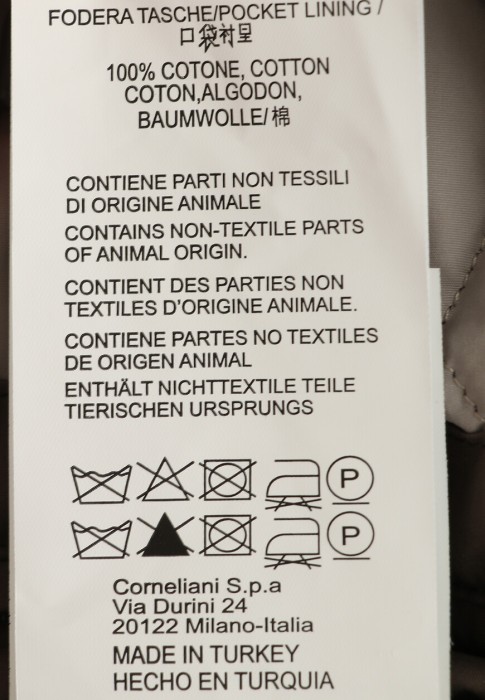 FODERA TASCHE/POCKET LINING /
口袋衬里
100% COTONE, COTTON
COTON,ALGODON,
BAUMWOLLE/ 棉
CONTIENE PARTI NON TESSILI
DI ORIGINE ANIMALE
CONTAINS NON-TEXTILE PARTS
OF ANIMAL ORIGIN.
CONTIENT DES PARTIES NON
TEXTILES D'ORIGINE ANIMALE.
CONTIENE PARTES NO TEXTILES
DE ORIGEN ANIMAL
ENTHÄLT NICHTTEXTILE TEILE
TIERISCHEN URSPRUNGS
P
P
Corneliani S.p.a
Via Durini 24
20122 Milano-Italia
MADE IN TURKEY
HECHO EN TURQUIA